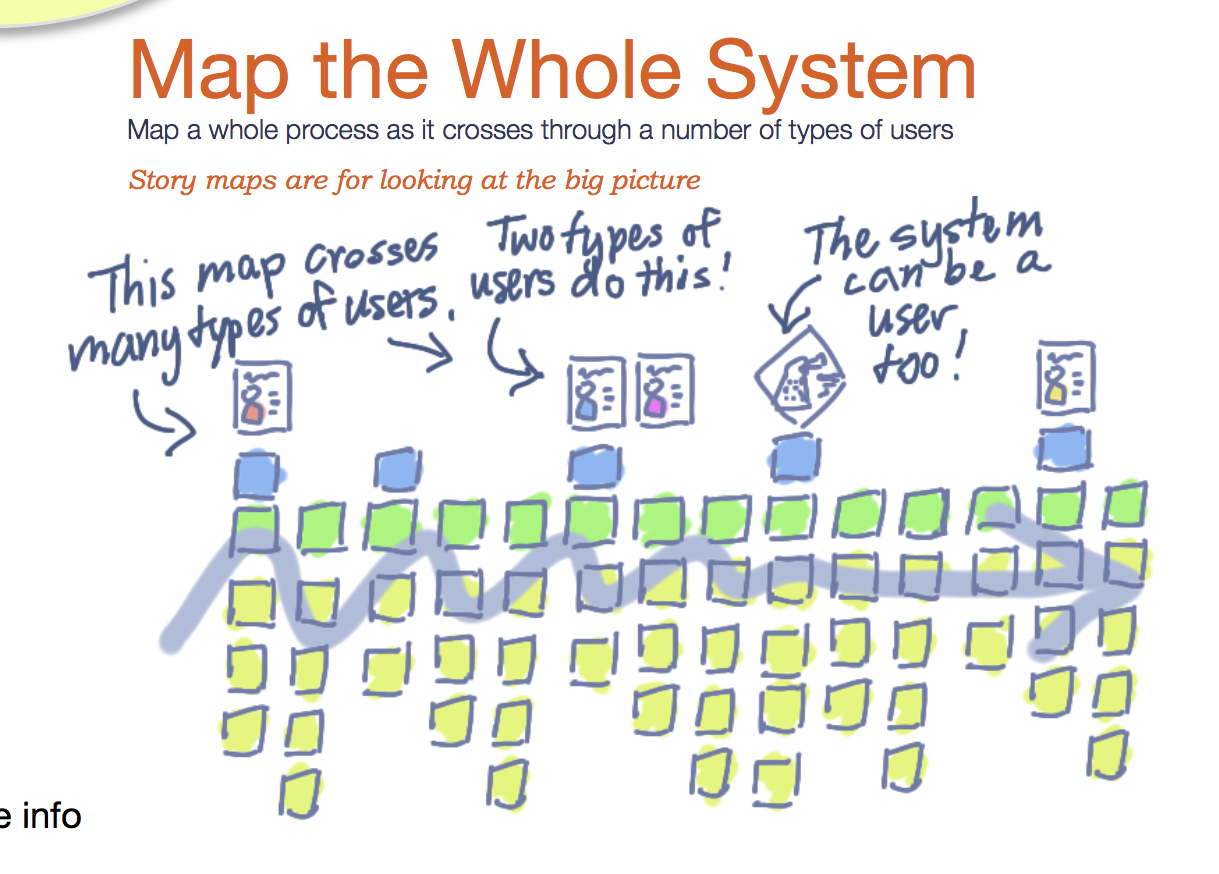 Map the Whole System
Map a whole process as it crosses through a number of types of users
Story maps are for looking at the big picture
This map crosses
many types of users.
Two types of
users do this!
The system
can be a
user
too!
e info